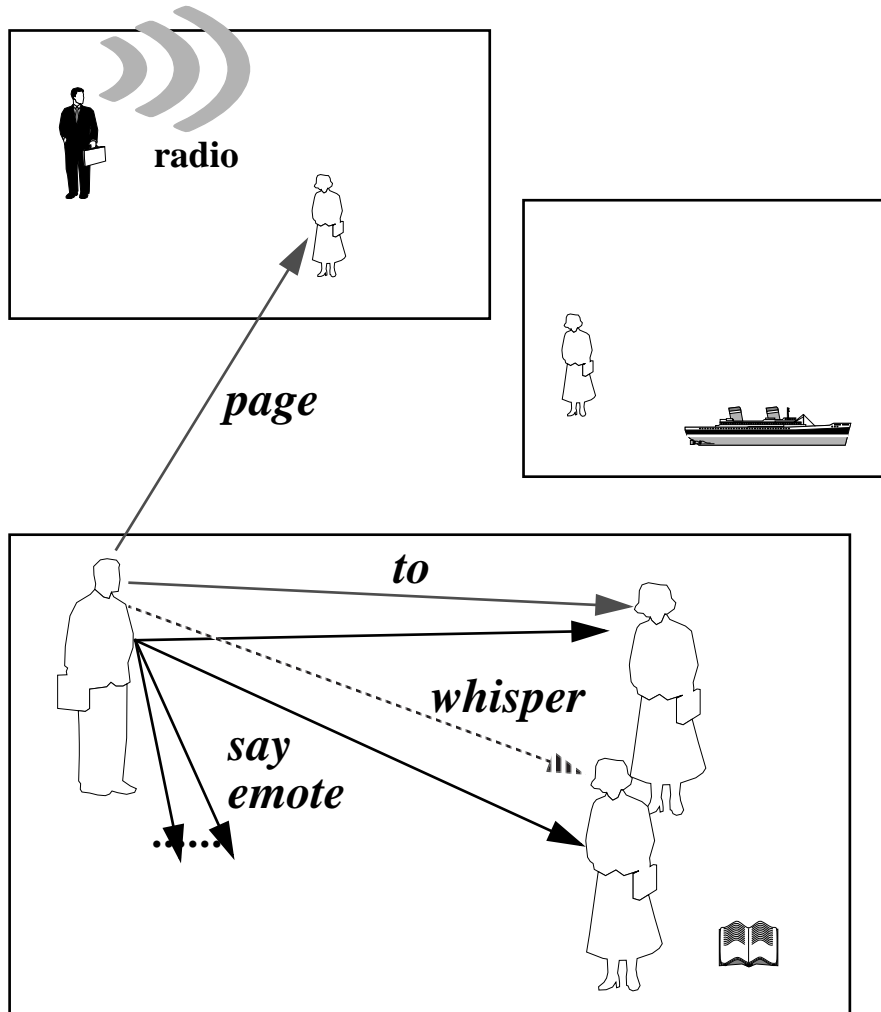 radio
page
to
whisper
say
emote
......